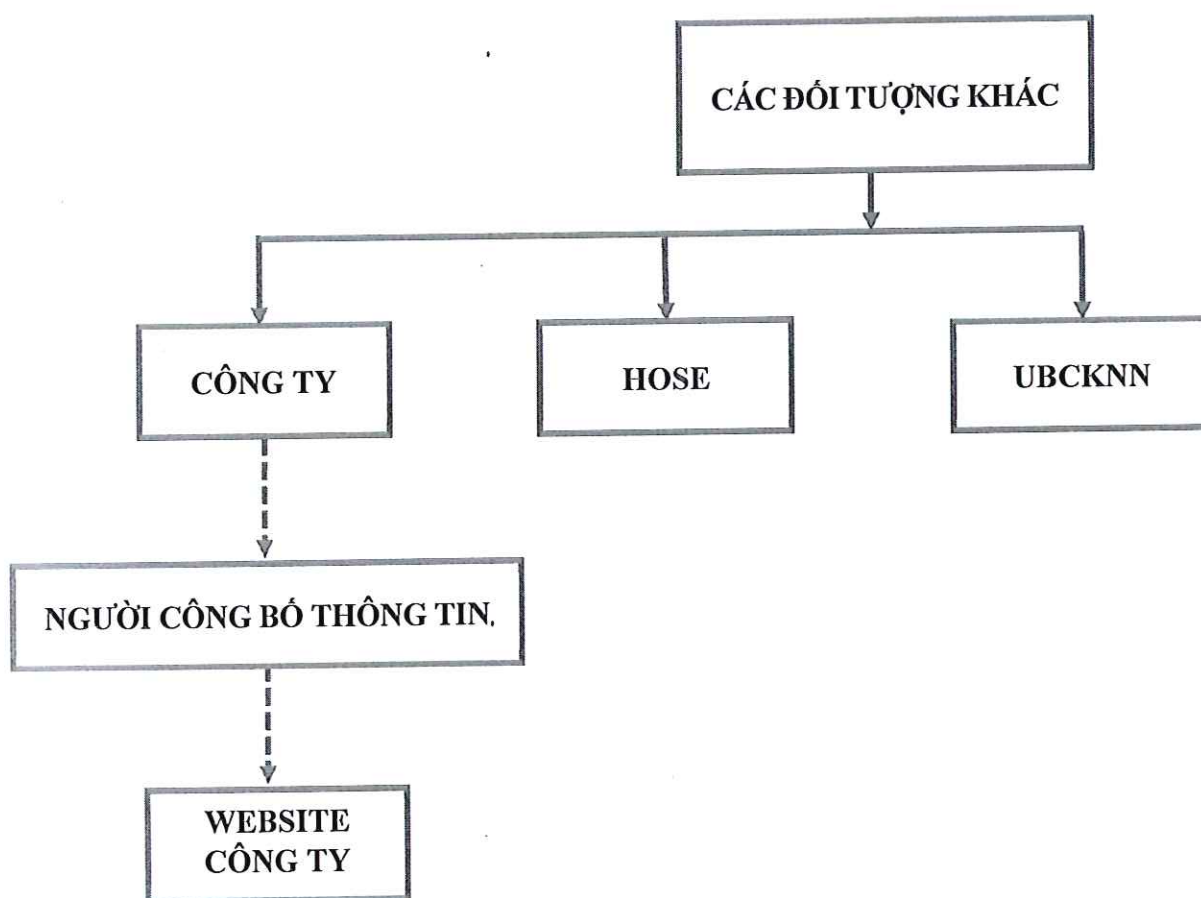 CÁC ĐỐI TƯỢNG KHÁC
CÔNG TY
HOSE
UBCKNN
NGƯỜI CÔNG BỐ THÔNG TIN.
WEBSITE
CÔNG TY